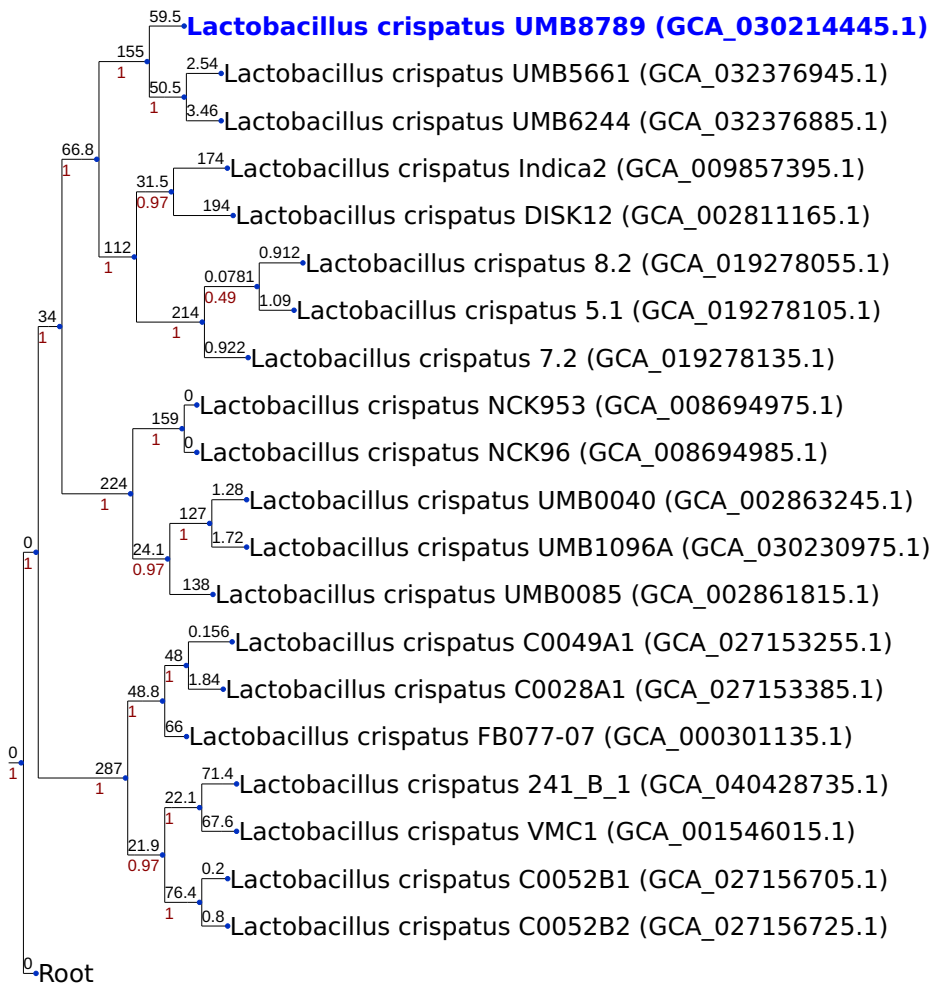 59.5
Lactobacillus crispatus UMB8789 (GCA_030214445.1)
155
1
2.54
Lactobacillus crispatus UMB5661 (GCA_032376945.1)
50.5
1
3.46
Lactobacillus crispatus UMB6244 (GCA_032376885.1)
66.8
1
174
Lactobacillus crispatus Indica2 (GCA_009857395.1)
31.5
0.97
194
Lactobacillus crispatus DISK12 (GCA_002811165.1)
112
1
0.912
Lactobacillus crispatus 8.2 (GCA_019278055.1)
0.0781
0.49
1.09
Lactobacillus crispatus 5.1 (GCA_019278105.1)
214
1
34
1
0.922
Lactobacillus crispatus 7.2 (GCA_019278135.1)
0
Lactobacillus crispatus NCK953 (GCA_008694975.1)
159
1
0
Lactobacillus crispatus NCK96 (GCA_008694985.1)
224
1
1.28
Lactobacillus crispatus UMB0040 (GCA_002863245.1)
127
1
1.72
Lactobacillus crispatus UMB1096A (GCA_030230975.1)
24.1
0.97
0
1
138
Lactobacillus crispatus UMB0085 (GCA_002861815.1)
0.156
Lactobacillus crispatus C0049A1 (GCA_027153255.1)
48
1
1.84
Lactobacillus crispatus C0028A1 (GCA_027153385.1)
48.8
1
66
Lactobacillus crispatus FB077-07 (GCA_000301135.1)
0
1
287
1
71.4
Lactobacillus crispatus 241_B_1 (GCA_040428735.1)
22.1
1
67.6
Lactobacillus crispatus VMC1 (GCA_001546015.1)
21.9
0.97
0.2
Lactobacillus crispatus C0052B1 (GCA_027156705.1)
76.4
1
0.8
Lactobacillus crispatus C0052B2 (GCA_027156725.1)
0
Root